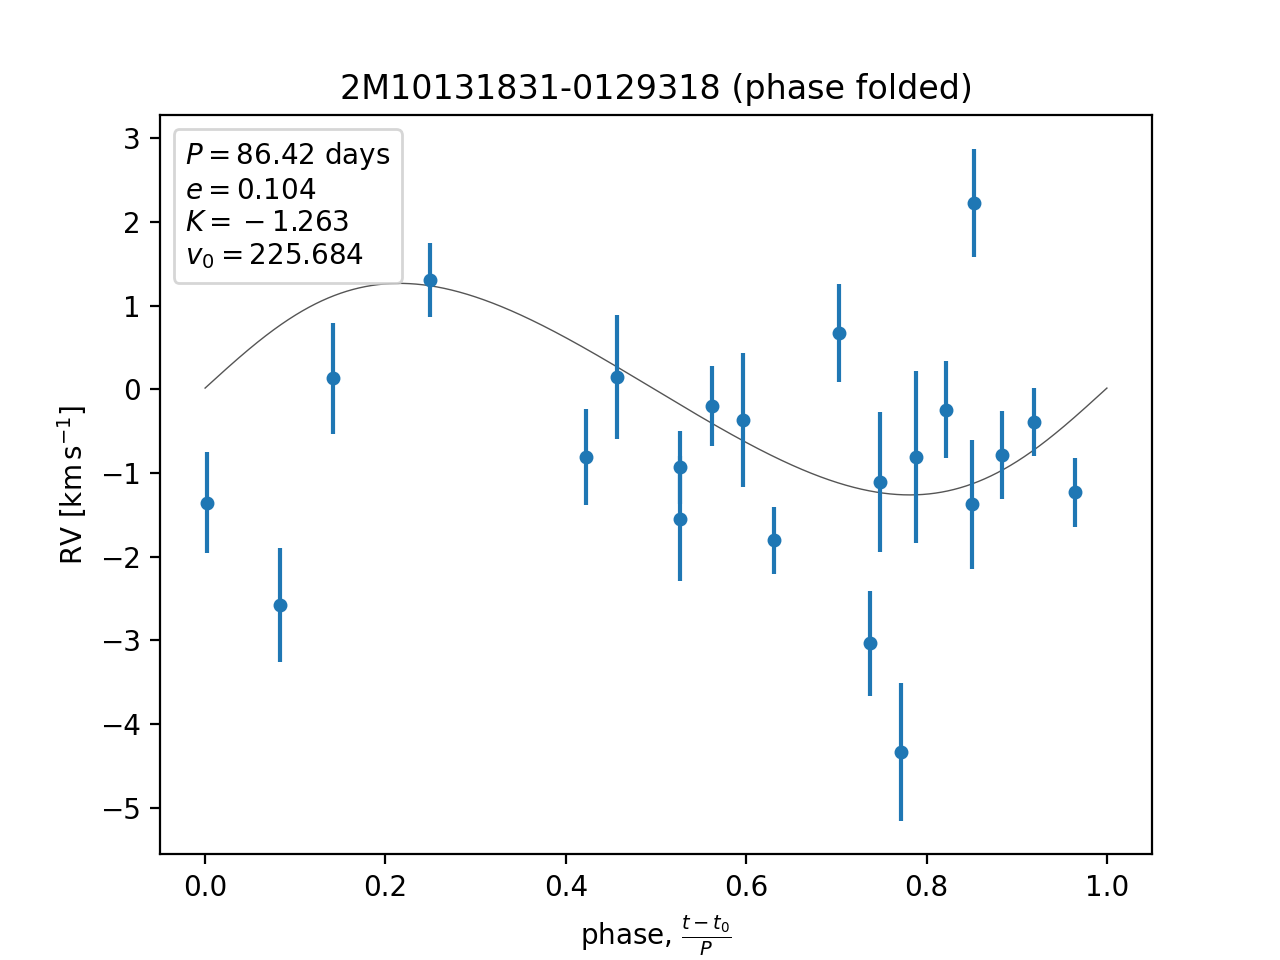 2M10131831-0129318 (phase folded)
P = 86.42 days
e = 0.104
K = −1.263
v₀ = 225.684
3
2
1
0
−1
−2
−3
−4
−5
RV [km s⁻¹]
0.0 0.2 0.4 0.6 0.8 1.0
phase, (t − t₀)/P